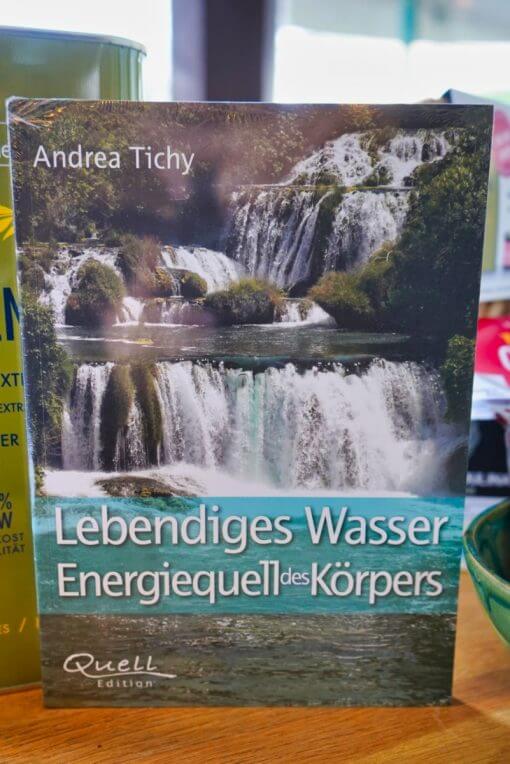 Andrea Tichy
Lebendiges Wasser
Energiequell des Körpers
Quell
Edition